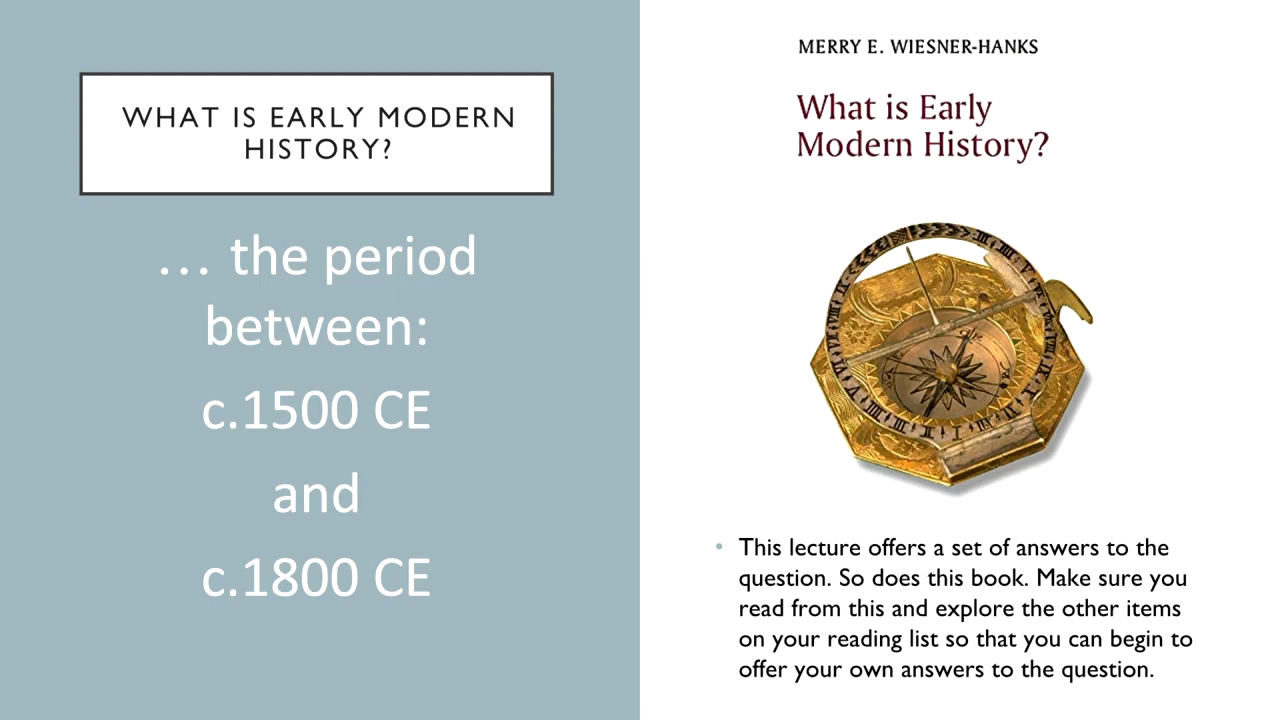 WHAT IS EARLY MODERN
HISTORY?
… the period
between:
c.1500 CE
and
c.1800 CE
MERRY E. WIESNER-HANKS
What is Early
Modern History?
• This lecture offers a set of answers to the
question. So does this book. Make sure you
read from this and explore the other items
on your reading list so that you can begin to
offer your own answers to the question.